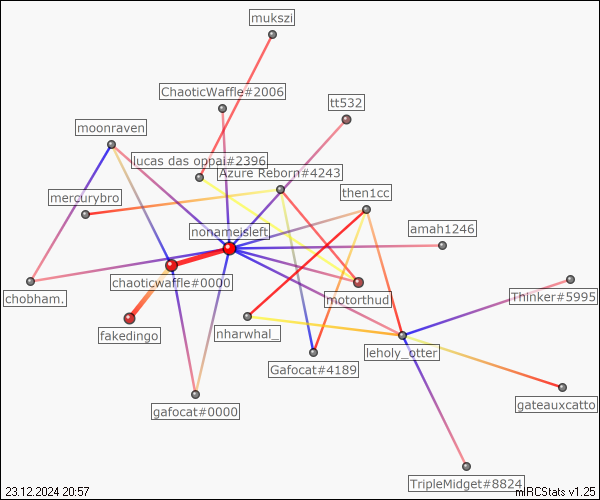 mukszi
ChaoticWaffle#2006
tt532
moonraven
lucas das oppai#2396
Azure Reborn#4243
mercurybro
then1cc
nonameisleft
amah1246
chaoticwaffle#0000
chobham.
motorthud
Thinker#5995
fakedingo
nharwhal_
leholy_otter
Gafocat#4189
gafocat#0000
gateauxcatto
TripleMidget#8824
23.12.2024 20:57
mIRCStats v1.25